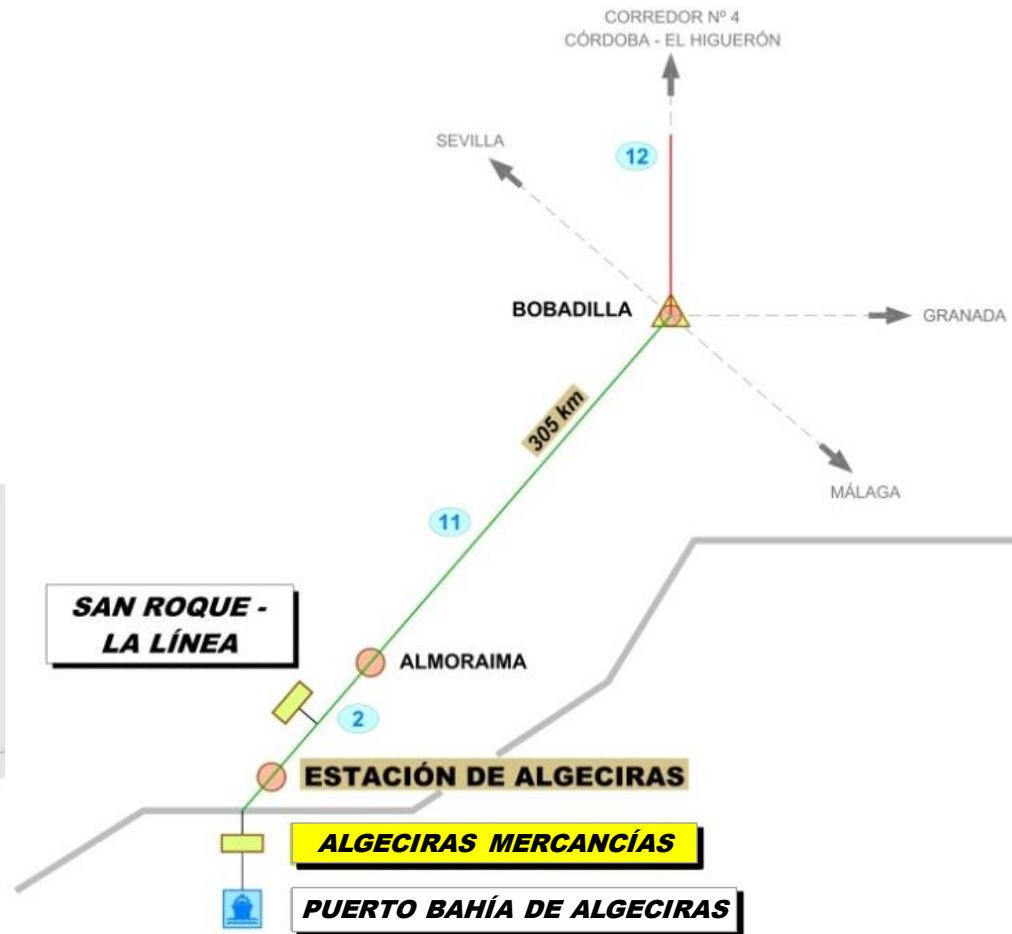 CORREDOR Nº 4
CÓRDOBA - EL HIGUERÓN
SEVILLA
12
BOBADILLA
GRANADA
305 km
MÁLAGA
11
SAN ROQUE -
LA LÍNEA
ALMORAIMA
2
ESTACIÓN DE ALGECIRAS
ALGECIRAS MERCANCÍAS
PUERTO BAHÍA DE ALGECIRAS